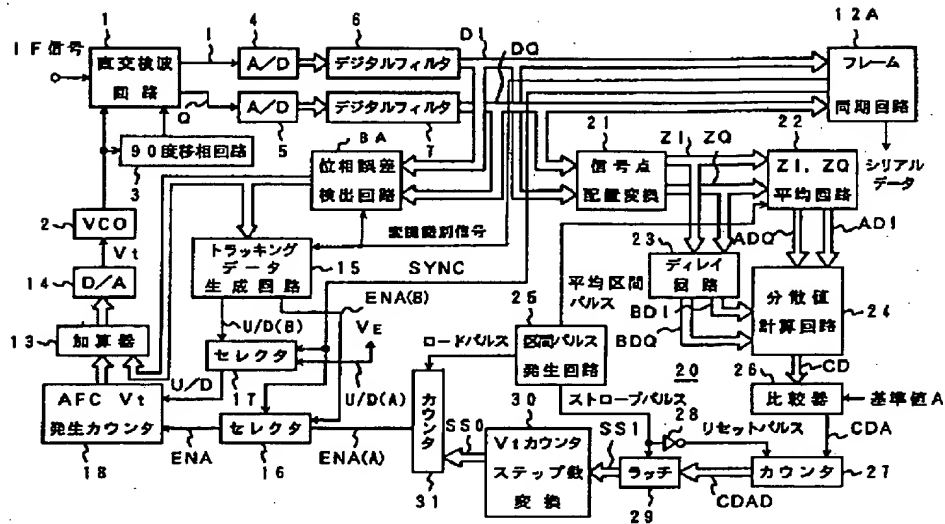 1
4
6
DI
DQ
12A
IF信号
直交検波
回路
I
Q
A/D
デジタルフィルタ
フレーム
同期回路
A/D
デジタルフィルタ
5
7
8A
21
22
90度移相回路
3
位相誤差
検出回路
信号点
配置変換
ZI
ZQ
ZI, ZQ
平均回路
シリアル
データ
2
VCO
Vt
変調識別信号
トラッキング
データ
生成回路
15
SYNC
23
ディレイ
回路
ADQ
ADI
14
D/A
ENA(B)
25
平均区間
パルス
BDI
BDQ
分散値
計算回路
24
13
加算器
U/D(B)
VE
セレクタ
17
ロードパルス
区間パルス
発生回路
20
26
CD
比較器
基準値A
U/D
U/D(A)
30
ストローブパルス
28
リセットパルス
CDA
AFC Vt
発生カウンタ
18
ENA
セレクタ
16
ENA(A)
カウンタ
31
SS0
Vtカウンタ
ステップ数
変換
SS1
ラッチ
29
CDAD
カウンタ
27